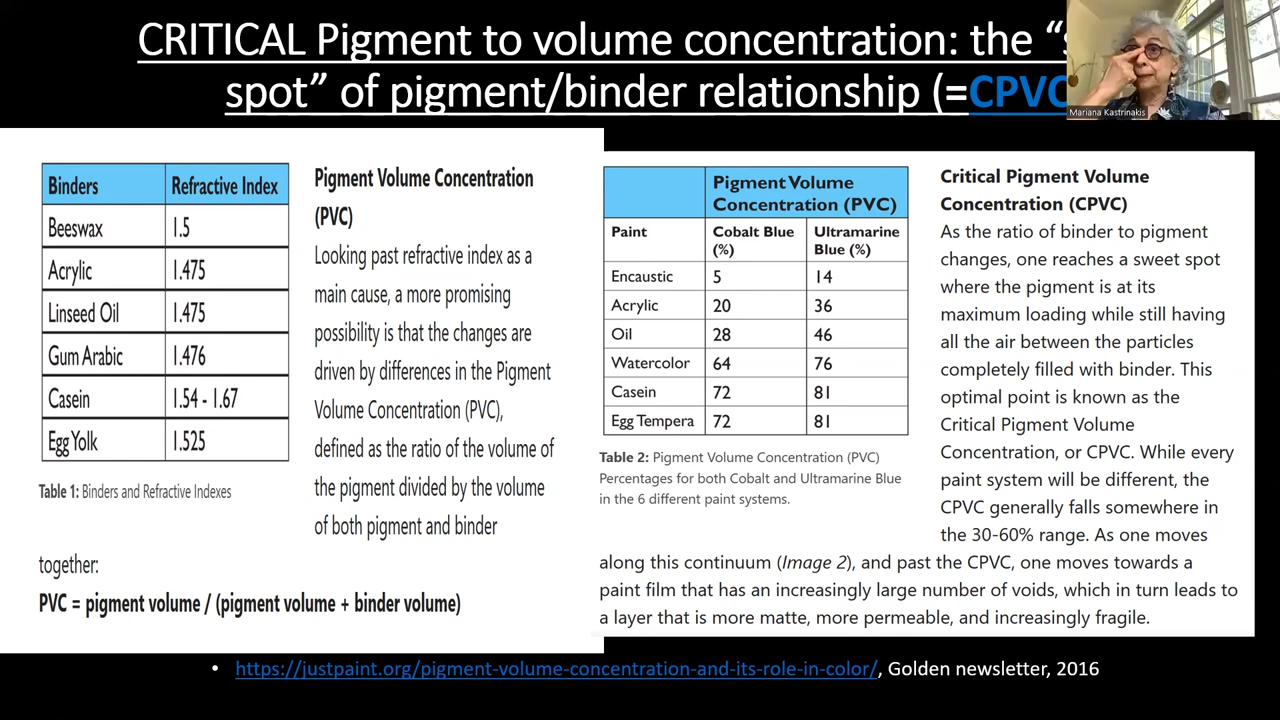 CRITICAL Pigment to volume concentration: the “
spot” of pigment/binder relationship (=CPVC
Mariana Kastrinakis
Binders Refractive Index
Beeswax 1.5
Acrylic 1.475
Linseed Oil 1.475
Gum Arabic 1.476
Casein 1.54 - 1.67
Egg Yolk 1.525
Table 1: Binders and Refractive Indexes
Pigment Volume Concentration
(PVC)
Looking past refractive index as a
main cause, a more promising
possibility is that the changes are
driven by differences in the Pigment
Volume Concentration (PVC),
defined as the ratio of the volume of
the pigment divided by the volume
of both pigment and binder
together:
PVC = pigment volume / (pigment volume + binder volume)
Pigment Volume
Concentration (PVC)
Paint Cobalt Blue (%) Ultramarine Blue (%)
Encaustic 5 14
Acrylic 20 36
Oil 28 46
Watercolor 64 76
Casein 72 81
Egg Tempera 72 81
Table 2: Pigment Volume Concentration (PVC)
Percentages for both Cobalt and Ultramarine Blue
in the 6 different paint systems.
Critical Pigment Volume
Concentration (CPVC)
As the ratio of binder to pigment
changes, one reaches a sweet spot
where the pigment is at its
maximum loading while still having
all the air between the particles
completely filled with binder. This
optimal point is known as the
Critical Pigment Volume
Concentration, or CPVC. While every
paint system will be different, the
CPVC generally falls somewhere in
the 30-60% range. As one moves
along this continuum (Image 2), and past the CPVC, one moves towards a
paint film that has an increasingly large number of voids, which in turn leads to
a layer that is more matte, more permeable, and increasingly fragile.
• https://justpaint.org/pigment-volume-concentration-and-its-role-in-color/, Golden newsletter, 2016